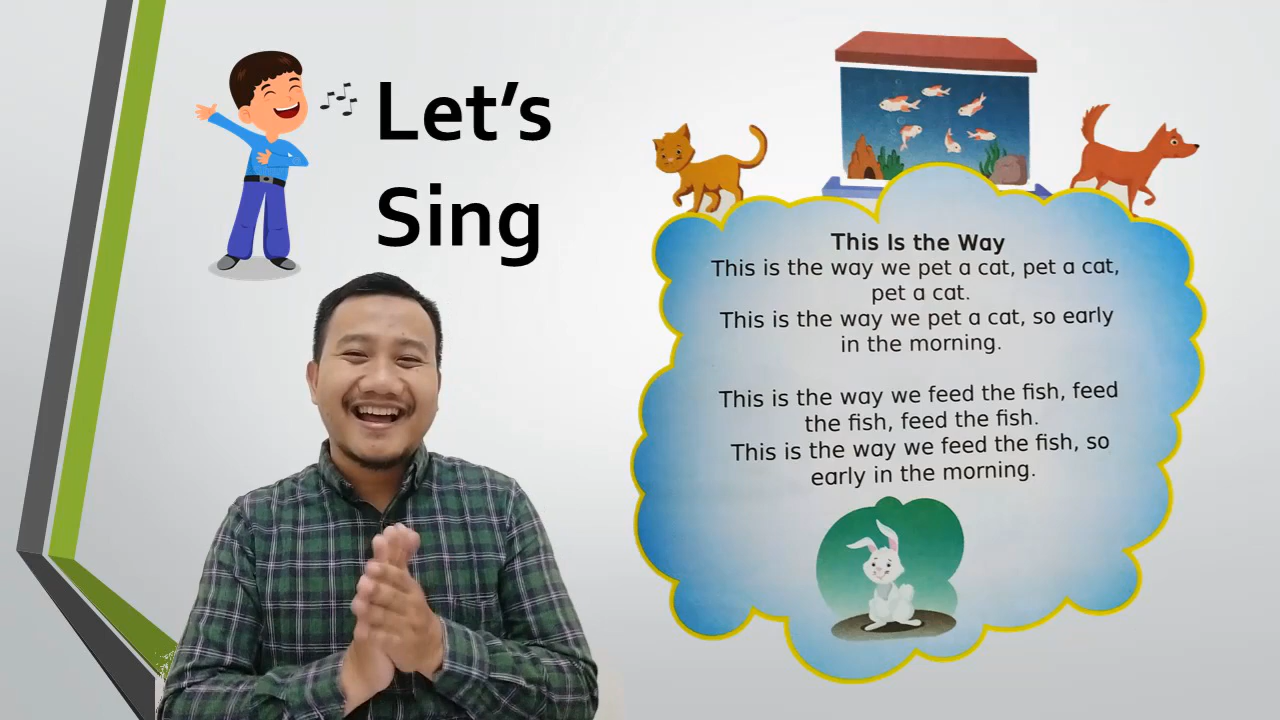 Let's
Sing
This Is the Way
This is the way we pet a cat, pet a cat,
pet a cat.
This is the way we pet a cat, so early
in the morning.
This is the way we feed the fish, feed
the fish, feed the fish.
This is the way we feed the fish, so
early in the morning.